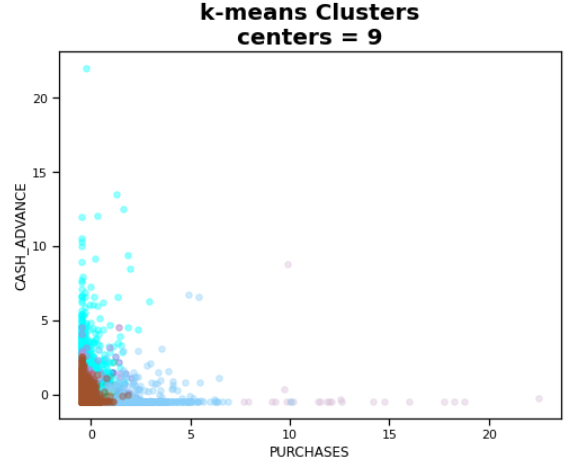 k-means Clusters
centers = 9
CASH_ADVANCE
20
15
10
5
0
0 5 10 15 20
PURCHASES